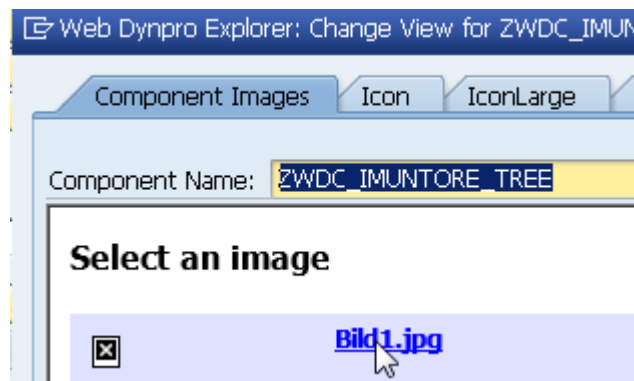 Web Dynpro Explorer: Change View for ZWDC_IMUN
Component Images Icon IconLarge
Component Name: ZWDC_IMUNTORE_TREE
Select an image
Bild1.jpg